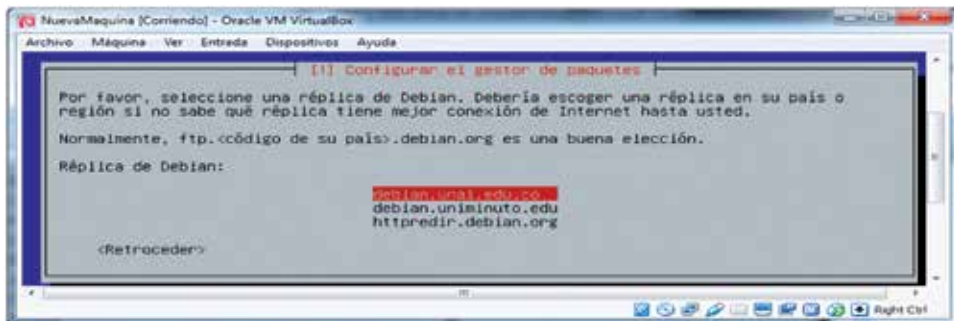 NuevaMaquina [Corriendo] - Oracle VM VirtualBox
Archivo Máquina Ver Entrada Dispositivos Ayuda
[!] Configurar el gestor de paquetes
Por favor, seleccione una réplica de Debian. Debería escoger una réplica en su país o
región si no sabe qué réplica tiene mejor conexión de Internet hasta usted.
Normalmente, ftp.<código de su país>.debian.org es una buena elección.
Réplica de Debian:
debian.unal.edu.co
debian.uniminuto.edu
httpredir.debian.org
<Retroceder>
Right Ctrl